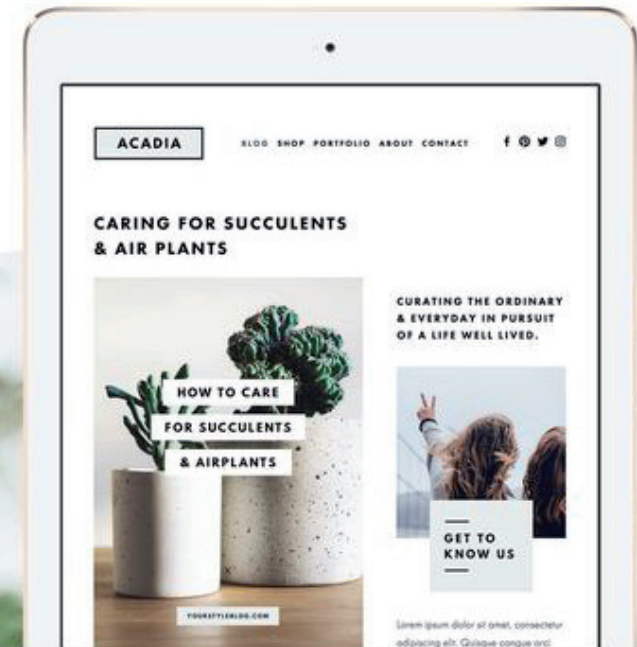 ACADIA
BLOG SHOP PORTFOLIO ABOUT CONTACT
CARING FOR SUCCULENTS
& AIR PLANTS
HOW TO CARE
FOR SUCCULENTS
& AIRPLANTS
YOURSTYLEBLOG.COM
CURATING THE ORDINARY
& EVERYDAY IN PURSUIT
OF A LIFE WELL LIVED.
GET TO
KNOW US
Lorem ipsum dolor sit amet, consectetur
adipiscing elit. Quisque congue orci